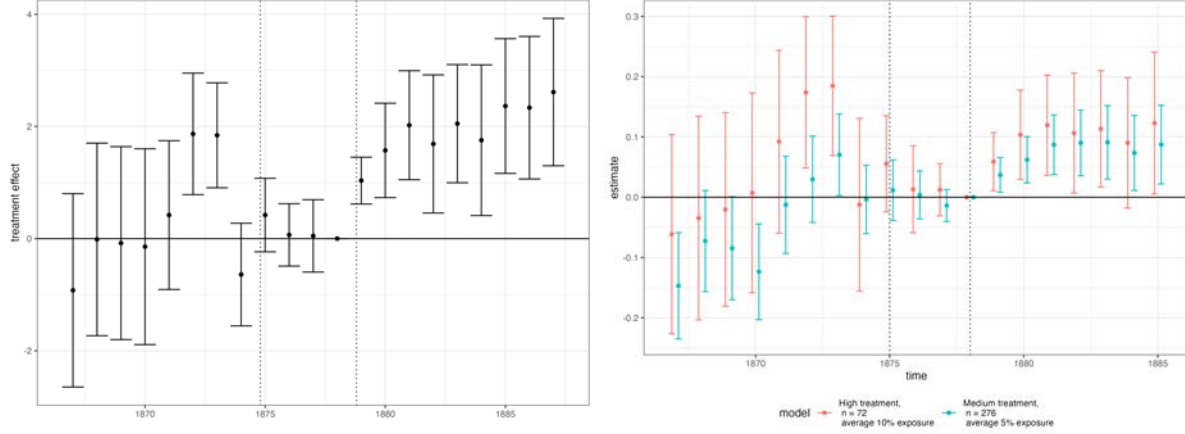 4
2
0
-2
treatment effect
1870
1875
1880
1885
0.3
0.2
0.1
0.0
-0.1
-0.2
estimate
1870
1875
1880
1885
time
model
High treatment,
n = 72
average 10% exposure
Medium treatment,
n = 276
average 5% exposure